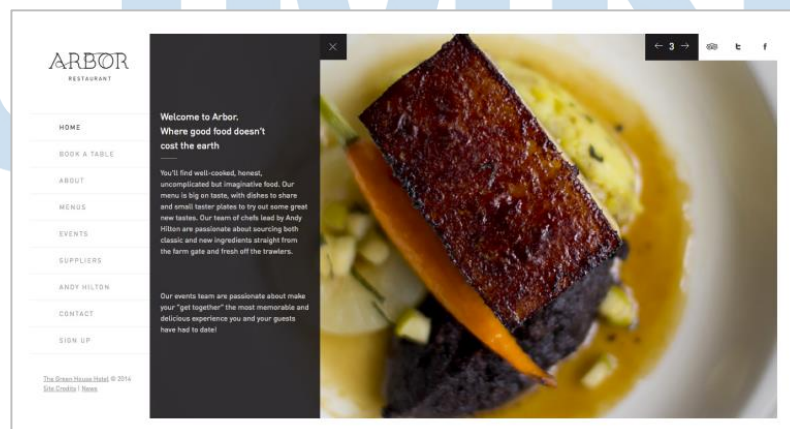 ARBOR
RESTAURANT
HOME
BOOK A TABLE
ABOUT
MENUS
EVENTS
SUPPLIERS
ANDY HILTON
CONTACT
SIGN UP
The Green House Hotel © 2016
Site Credits | News
Welcome to Arbor.
Where good food doesn't
cost the earth
You'll find well-cooked, honest,
uncomplicated but imaginative food. Our
menu is big on taste, with dishes to share
and small taster plates to try out some great
new tastes. Our team of chefs lead by Andy
Hilton are passionate about sourcing both
classic and new ingredients straight from
the farm gate and fresh off the trawlers.
Our events team are passionate about make
your "get together" the most memorable and
delicious experience you and your guests
have had to date!
← 3 →